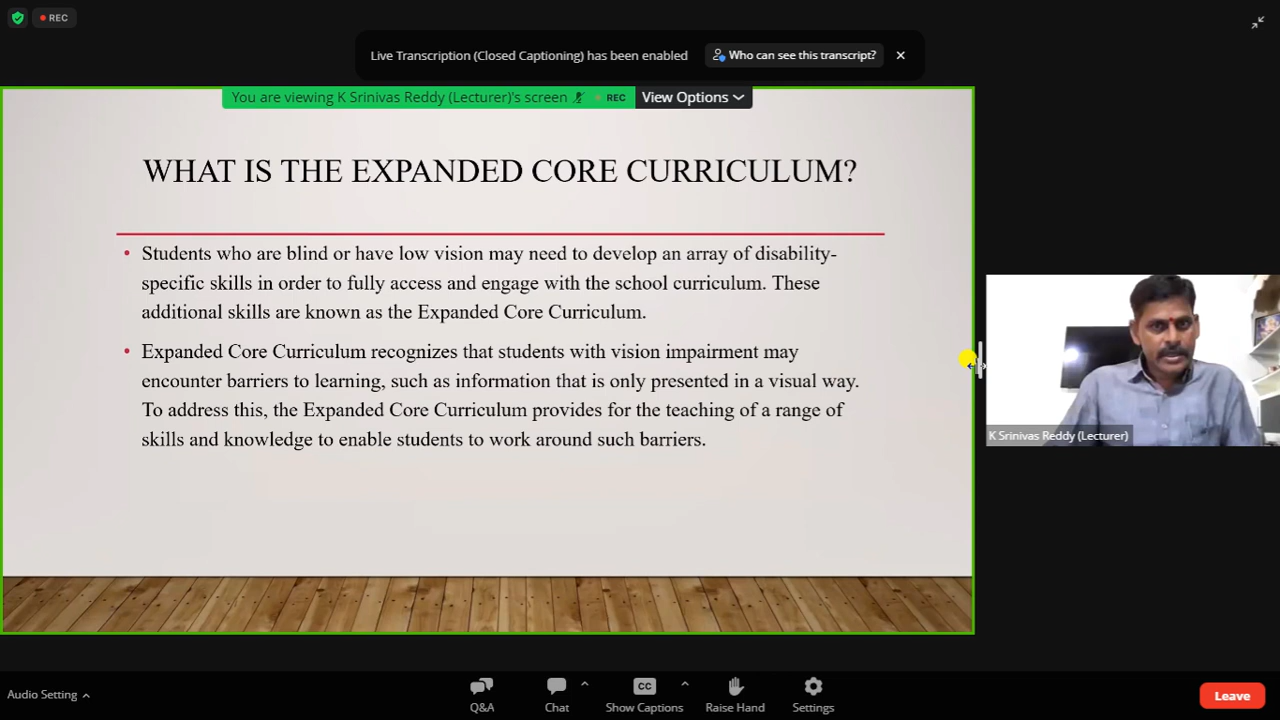 REC
Live Transcription (Closed Captioning) has been enabled
Who can see this transcript?
You are viewing K Srinivas Reddy (Lecturer)'s screen
REC
View Options
WHAT IS THE EXPANDED CORE CURRICULUM?
• Students who are blind or have low vision may need to develop an array of disability-
specific skills in order to fully access and engage with the school curriculum. These
additional skills are known as the Expanded Core Curriculum.
• Expanded Core Curriculum recognizes that students with vision impairment may
encounter barriers to learning, such as information that is only presented in a visual way.
To address this, the Expanded Core Curriculum provides for the teaching of a range of
skills and knowledge to enable students to work around such barriers.
K Srinivas Reddy (Lecturer)
Audio Setting
Q&A
Chat
CC
Show Captions
Raise Hand
Settings
Leave